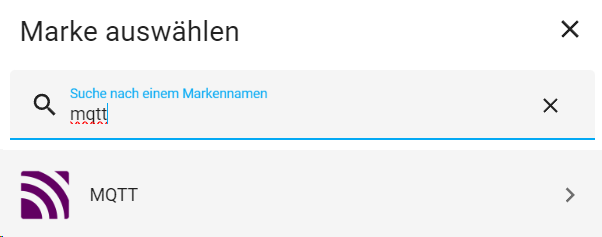 Marke auswählen
Suche nach einem Markennamen
mqtt
MQTT